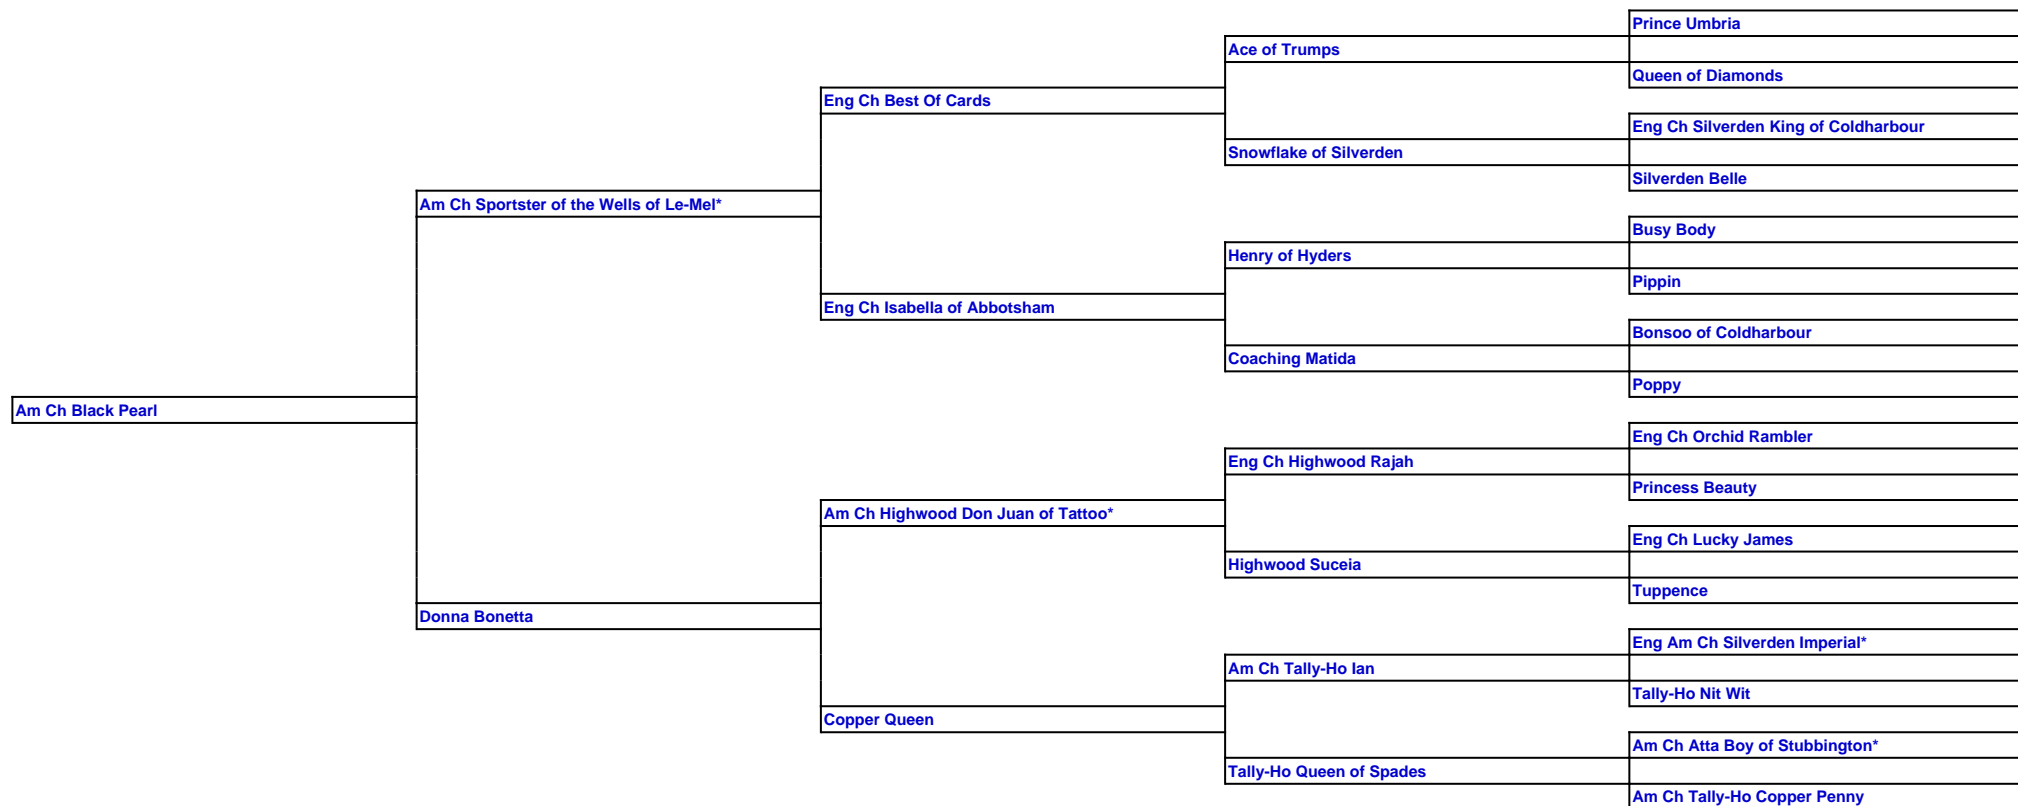 Prince Umbria
Ace of Trumps
Queen of Diamonds
Eng Ch Best Of Cards
Eng Ch Silverden King of Coldharbour
Snowflake of Silverden
Silverden Belle
Am Ch Sportster of the Wells of Le-Mel*
Busy Body
Henry of Hyders
Pippin
Eng Ch Isabella of Abbotsham
Bonsoo of Coldharbour
Coaching Matida
Poppy
Am Ch Black Pearl
Eng Ch Orchid Rambler
Eng Ch Highwood Rajah
Princess Beauty
Am Ch Highwood Don Juan of Tattoo*
Eng Ch Lucky James
Highwood Suceia
Tuppence
Donna Bonetta
Eng Am Ch Silverden Imperial*
Am Ch Tally-Ho Ian
Tally-Ho Nit Wit
Copper Queen
Am Ch Atta Boy of Stubbington*
Tally-Ho Queen of Spades
Am Ch Tally-Ho Copper Penny